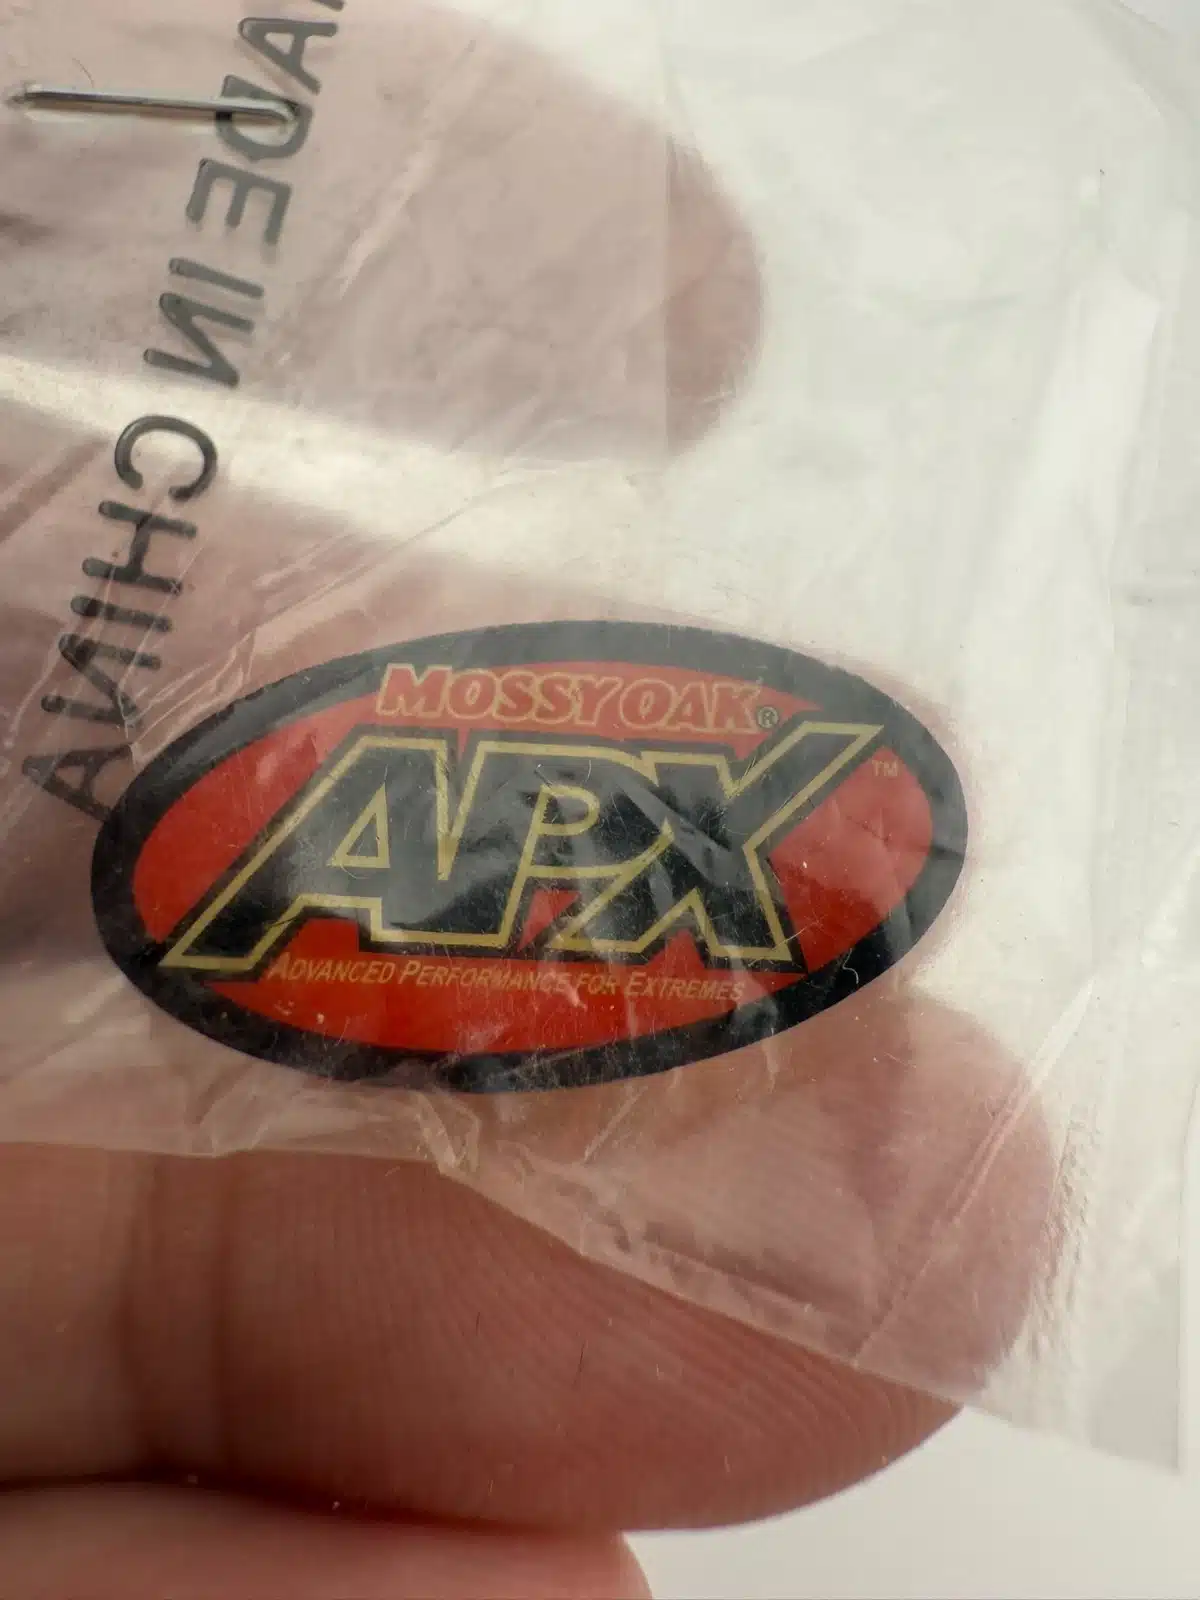 MADE IN CHINA
MOSSY OAK®
APX™
ADVANCED PERFORMANCE FOR EXTREMES